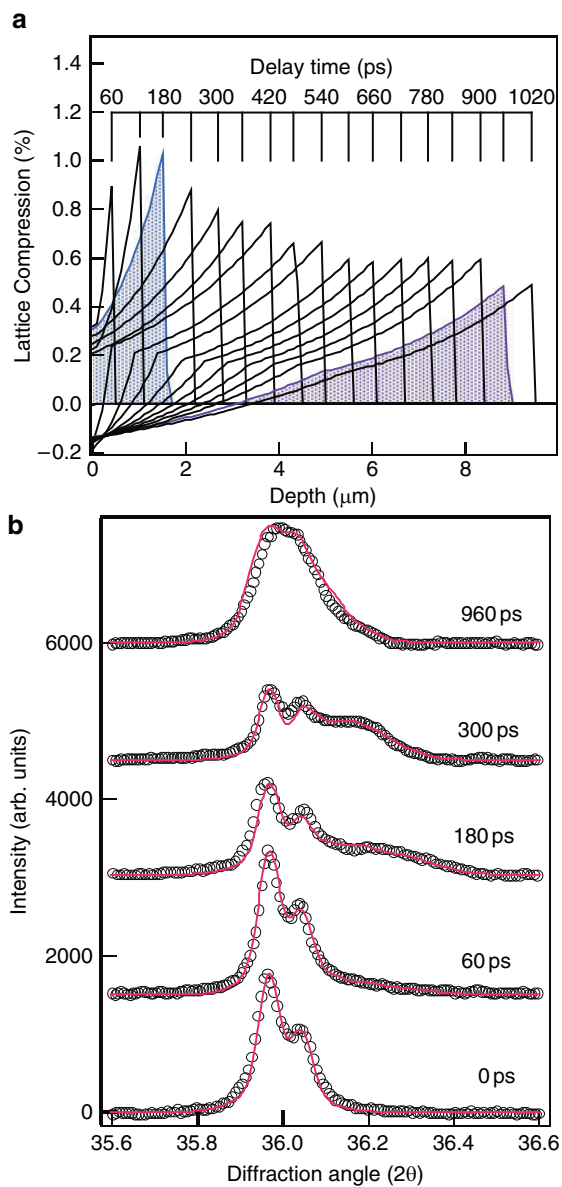 a
1.4
1.2
1.0
0.8
0.6
0.4
0.2
0.0
−0.2
Lattice Compression (%)
Delay time (ps)
60 180 300 420 540 660 780 900 1020
0 2 4 6 8
Depth (μm)
b
6000
4000
2000
0
Intensity (arb. units)
960 ps
300 ps
180 ps
60 ps
0 ps
35.6 35.8 36.0 36.2 36.4 36.6
Diffraction angle (2θ)